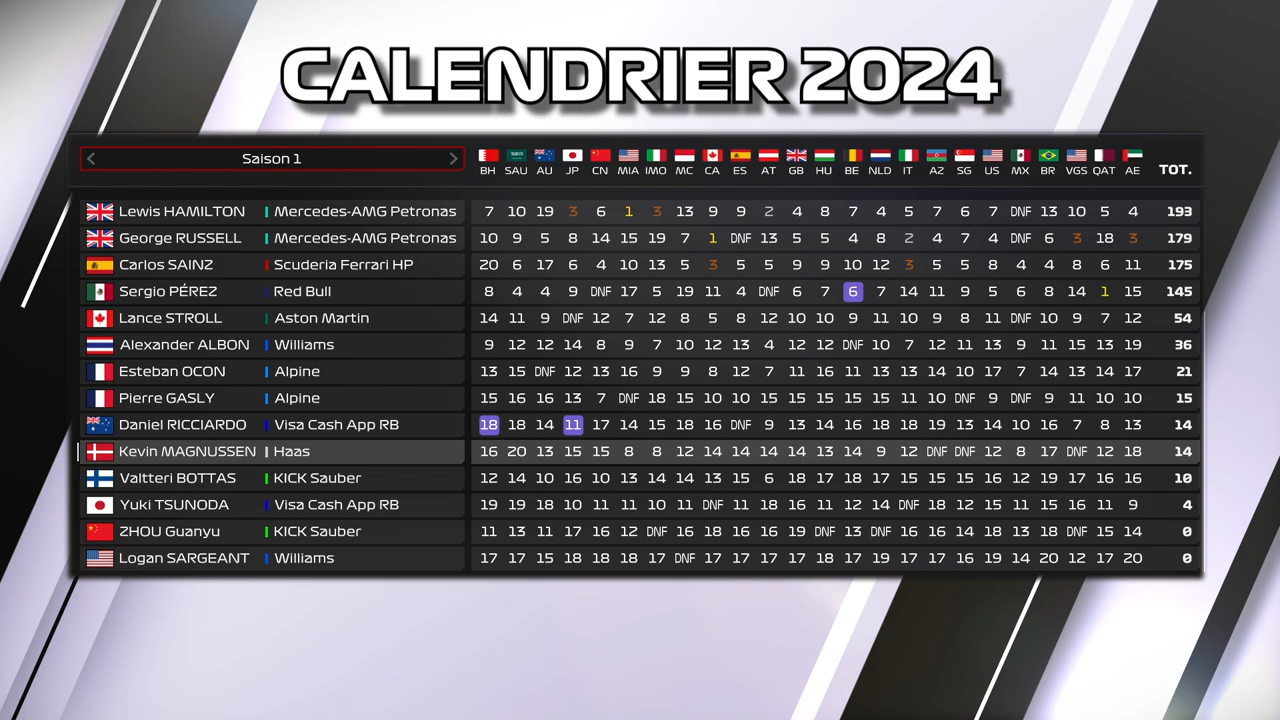 CALENDRIER 2024
Saison 1
BH SAU AU JP CN MIA IMO MC CA ES AT GB HU BE NLD IT AZ SG US MX BR VGS QAT AE TOT.
Lewis HAMILTON Mercedes-AMG Petronas 7 10 19 3 6 1 3 13 9 9 2 4 8 7 4 5 7 6 7 DNF 13 10 5 4 193
George RUSSELL Mercedes-AMG Petronas 10 9 5 8 14 15 19 7 1 DNF 13 5 5 4 8 2 4 7 4 DNF 6 3 18 3 179
Carlos SAINZ Scuderia Ferrari HP 20 6 17 6 4 10 13 5 3 5 5 7 9 10 12 3 5 5 8 4 4 8 6 11 175
Sergio PÉREZ Red Bull 8 4 4 9 DNF 17 5 19 11 4 DNF 18 7 6 7 14 11 9 5 6 8 14 1 15 145
Lance STROLL Aston Martin 14 11 9 DNF 12 7 12 8 5 8 12 10 10 9 11 10 9 8 11 DNF 10 9 7 12 54
Alexander ALBON Williams 9 12 12 14 8 9 7 10 12 13 4 8 12 DNF 10 7 12 11 13 9 11 15 13 19 36
Esteban OCON Alpine 13 15 DNF 12 13 16 9 9 8 12 7 11 16 11 13 13 14 10 17 7 14 13 14 17 21
Pierre GASLY Alpine 15 16 16 13 7 DNF 18 15 10 10 15 15 15 15 15 11 10 DNF 9 DNF 9 11 10 10 15
Daniel RICCIARDO Visa Cash App RB 18 18 14 11 17 14 15 18 16 DNF 9 13 14 16 18 18 19 13 14 10 16 7 8 13 14
Kevin MAGNUSSEN Haas 16 20 13 15 15 8 8 12 14 14 14 14 13 14 9 12 DNF DNF 12 8 17 DNF 12 18 14
Valtteri BOTTAS KICK Sauber 12 14 10 16 10 13 14 14 13 15 6 18 17 18 17 15 15 15 16 12 19 17 16 16 10
Yuki TSUNODA Visa Cash App RB 19 19 18 10 11 11 10 11 DNF 11 18 16 11 12 14 DNF 18 12 DNF 11 15 16 11 9 4
ZHOU Guanyu KICK Sauber 11 13 11 17 16 12 DNF 16 18 16 16 19 DNF 13 DNF 16 16 14 18 13 18 DNF 15 14 0
Logan SARGEANT Williams 17 17 15 18 18 18 17 DNF 17 17 17 17 18 17 19 17 17 16 19 14 20 12 17 20 0